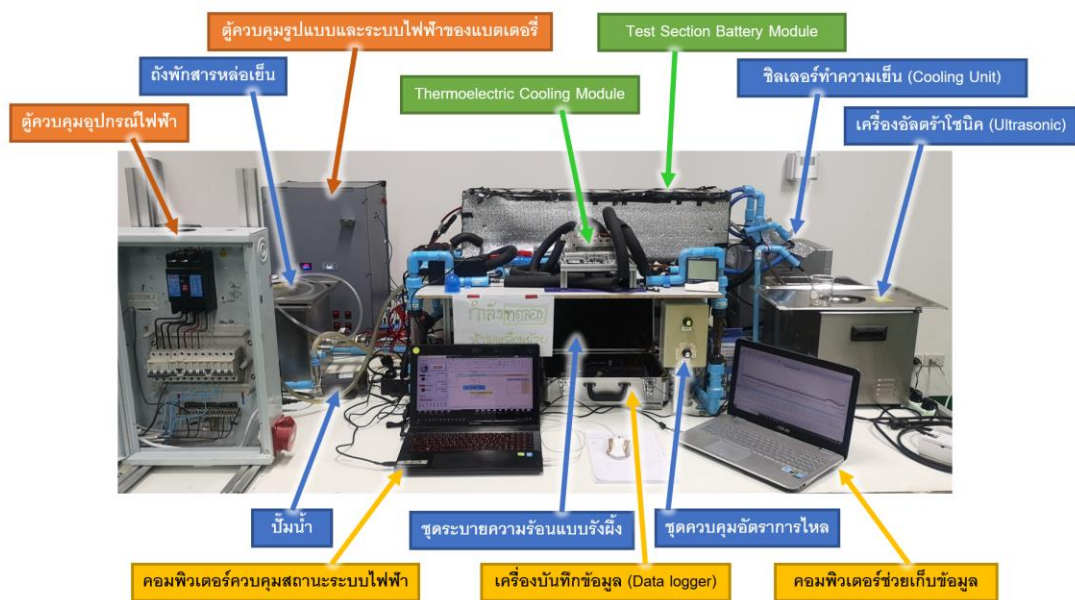 ตู้ควบคุมรูปแบบและระบบไฟฟ้าของแบตเตอรี่
Test Section Battery Module
ถังพักสารหล่อเย็น
ชิลเลอร์ทำความเย็น (Cooling Unit)
Thermoelectric Cooling Module
ตู้ควบคุมอุปกรณ์ไฟฟ้า
เครื่องอัลตร้าโซนิค (Ultrasonic)
กำลังทดลอง
ปั๊มน้ำ
ชุดระบายความร้อนแบบรังผึ้ง
ชุดควบคุมอัตราการไหล
คอมพิวเตอร์ควบคุมสถานะระบบไฟฟ้า
เครื่องบันทึกข้อมูล (Data logger)
คอมพิวเตอร์ช่วยเก็บข้อมูล